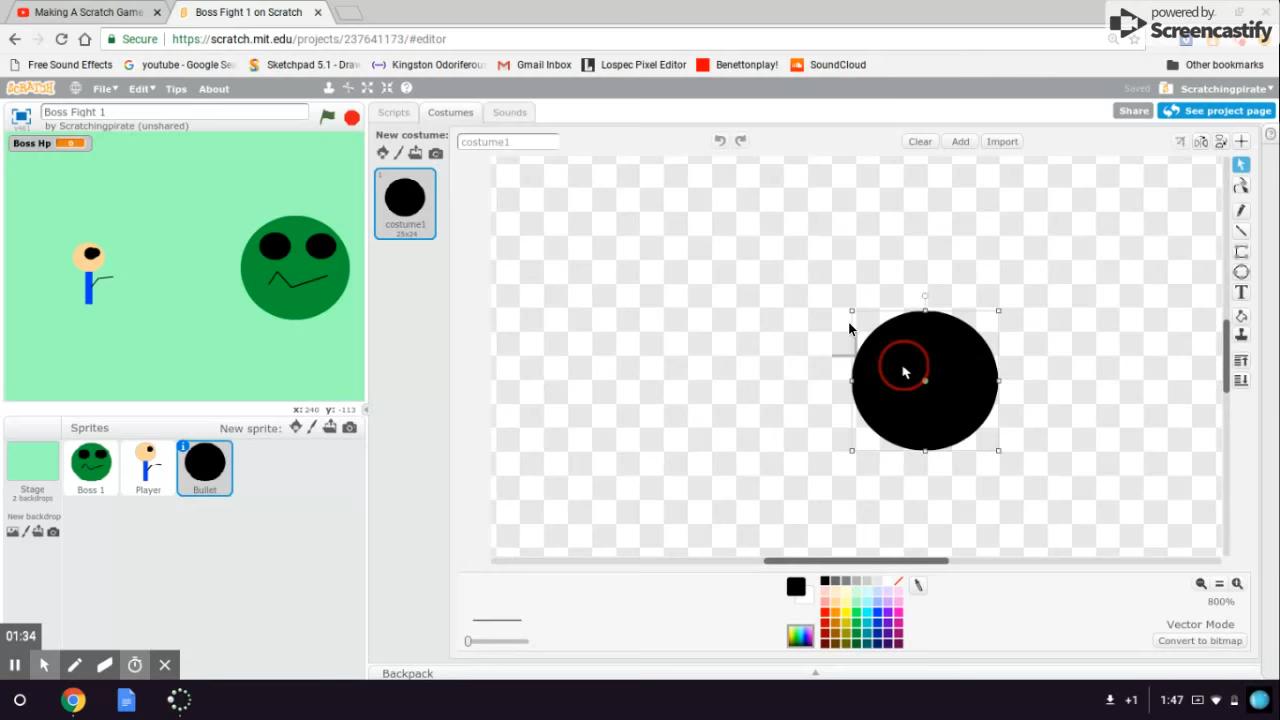 Making A Scratch Game
Boss Fight 1 on Scratch
powered by
Screencastify
Secure
https://scratch.mit.edu/projects/237641173/#editor
Free Sound Effects
youtube - Google Se
Sketchpad 5.1 - Draw
Kingston Odoriferou
Gmail Inbox
Lospec Pixel Editor
Benettonplay!
SoundCloud
Other bookmarks
SCRATCH
File
Edit
Tips
About
Saved
Scratchingpirate
Boss Fight 1
by Scratchingpirate (unshared)
v461
Scripts
Costumes
Sounds
Share
See project page
Boss Hp 0
New costume:
costume1
Clear
Add
Import
1
costume1
25x24
x: 240 y: -113
Sprites
New sprite:
Stage
2 backdrops
Boss 1
Player
Bullet
New backdrop
800%
Vector Mode
Convert to bitmap
01:34
Backpack
+1
1:47